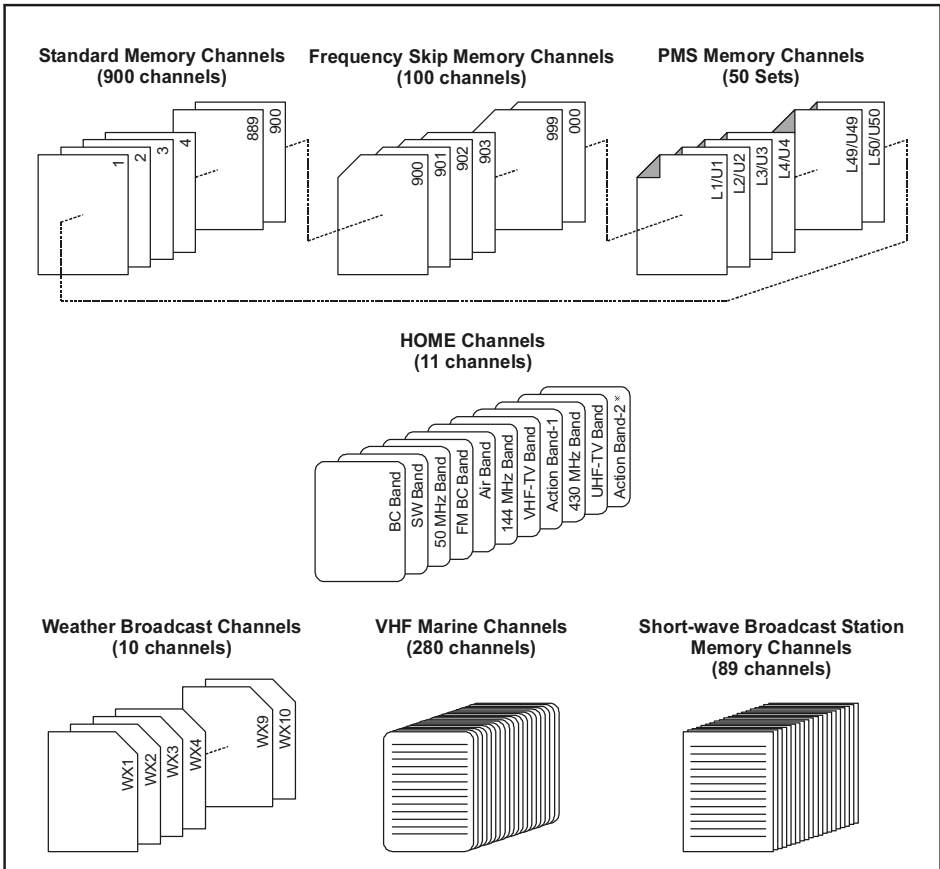 Standard Memory Channels
(900 channels)
Frequency Skip Memory Channels
(100 channels)
PMS Memory Channels
(50 Sets)
1
2
3
4
889
900
900
901
902
903
999
000
L1/U1
L2/U2
L3/U3
L4/U4
L49/U49
L50/U50
HOME Channels
(11 channels)
BC Band
SW Band
50 MHz Band
FM BC Band
Air Band
144 MHz Band
VHF-TV Band
Action Band-1
430 MHz Band
UHF-TV Band
Action Band-2 ※
Weather Broadcast Channels
(10 channels)
VHF Marine Channels
(280 channels)
Short-wave Broadcast Station
Memory Channels
(89 channels)
WX1
WX2
WX3
WX4
WX9
WX10